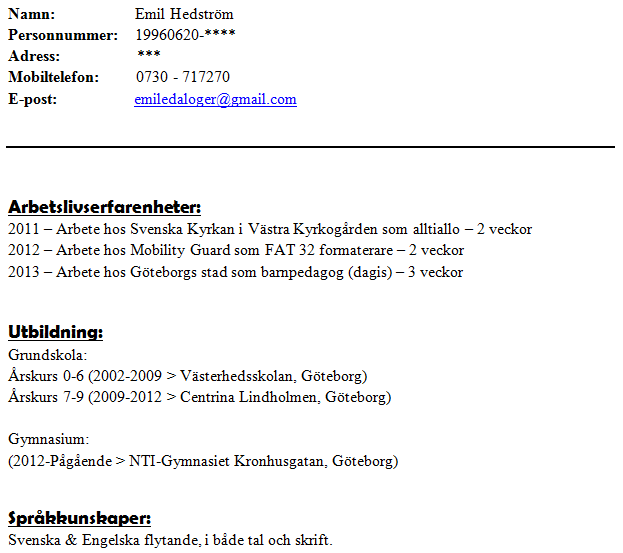 Namn: Emil Hedström
Personnummer: 19960620-****
Adress: ***
Mobiltelefon: 0730 - 717270
E-post: emiledaloger@gmail.com
Arbetslivserfarenheter:
2011 – Arbete hos Svenska Kyrkan i Västra Kyrkogården som alltiallo – 2 veckor
2012 – Arbete hos Mobility Guard som FAT 32 formaterare – 2 veckor
2013 – Arbete hos Göteborgs stad som barnpedagog (dagis) – 3 veckor
Utbildning:
Grundskola:
Årskurs 0-6 (2002-2009 > Västerhedsskolan, Göteborg)
Årskurs 7-9 (2009-2012 > Centrina Lindholmen, Göteborg)
Gymnasium:
(2012-Pågående > NTI-Gymnasiet Kronhusgatan, Göteborg)
Språkkunskaper:
Svenska & Engelska flytande, i både tal och skrift.